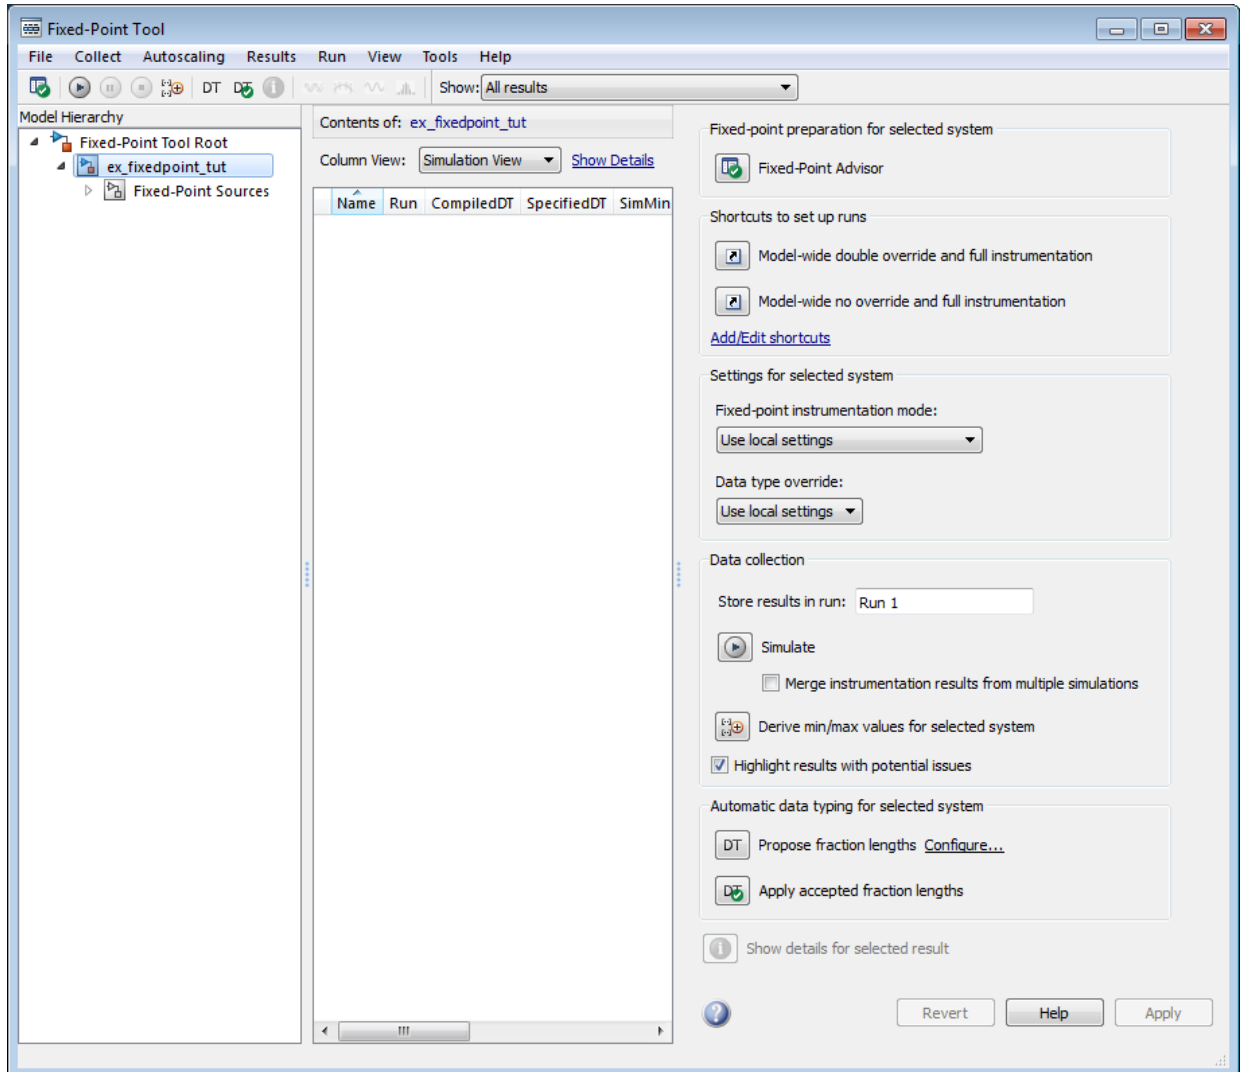 Fixed-Point Tool
File Collect Autoscaling Results Run View Tools Help
DT DT Show: All results
Model Hierarchy
Fixed-Point Tool Root
ex_fixedpoint_tut
Fixed-Point Sources
Contents of: ex_fixedpoint_tut
Column View: Simulation View Show Details
Name Run CompiledDT SpecifiedDT SimMin
Fixed-point preparation for selected system
Fixed-Point Advisor
Shortcuts to set up runs
Model-wide double override and full instrumentation
Model-wide no override and full instrumentation
Add/Edit shortcuts
Settings for selected system
Fixed-point instrumentation mode:
Use local settings
Data type override:
Use local settings
Data collection
Store results in run: Run 1
Simulate
Merge instrumentation results from multiple simulations
Derive min/max values for selected system
Highlight results with potential issues
Automatic data typing for selected system
DT Propose fraction lengths Configure...
DT Apply accepted fraction lengths
Show details for selected result
Revert Help Apply